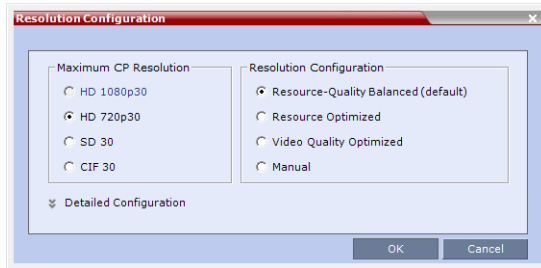 Resolution Configuration
Maximum CP Resolution
HD 1080p30
HD 720p30
SD 30
CIF 30
Resolution Configuration
Resource-Quality Balanced (default)
Resource Optimized
Video Quality Optimized
Manual
Detailed Configuration
OK
Cancel